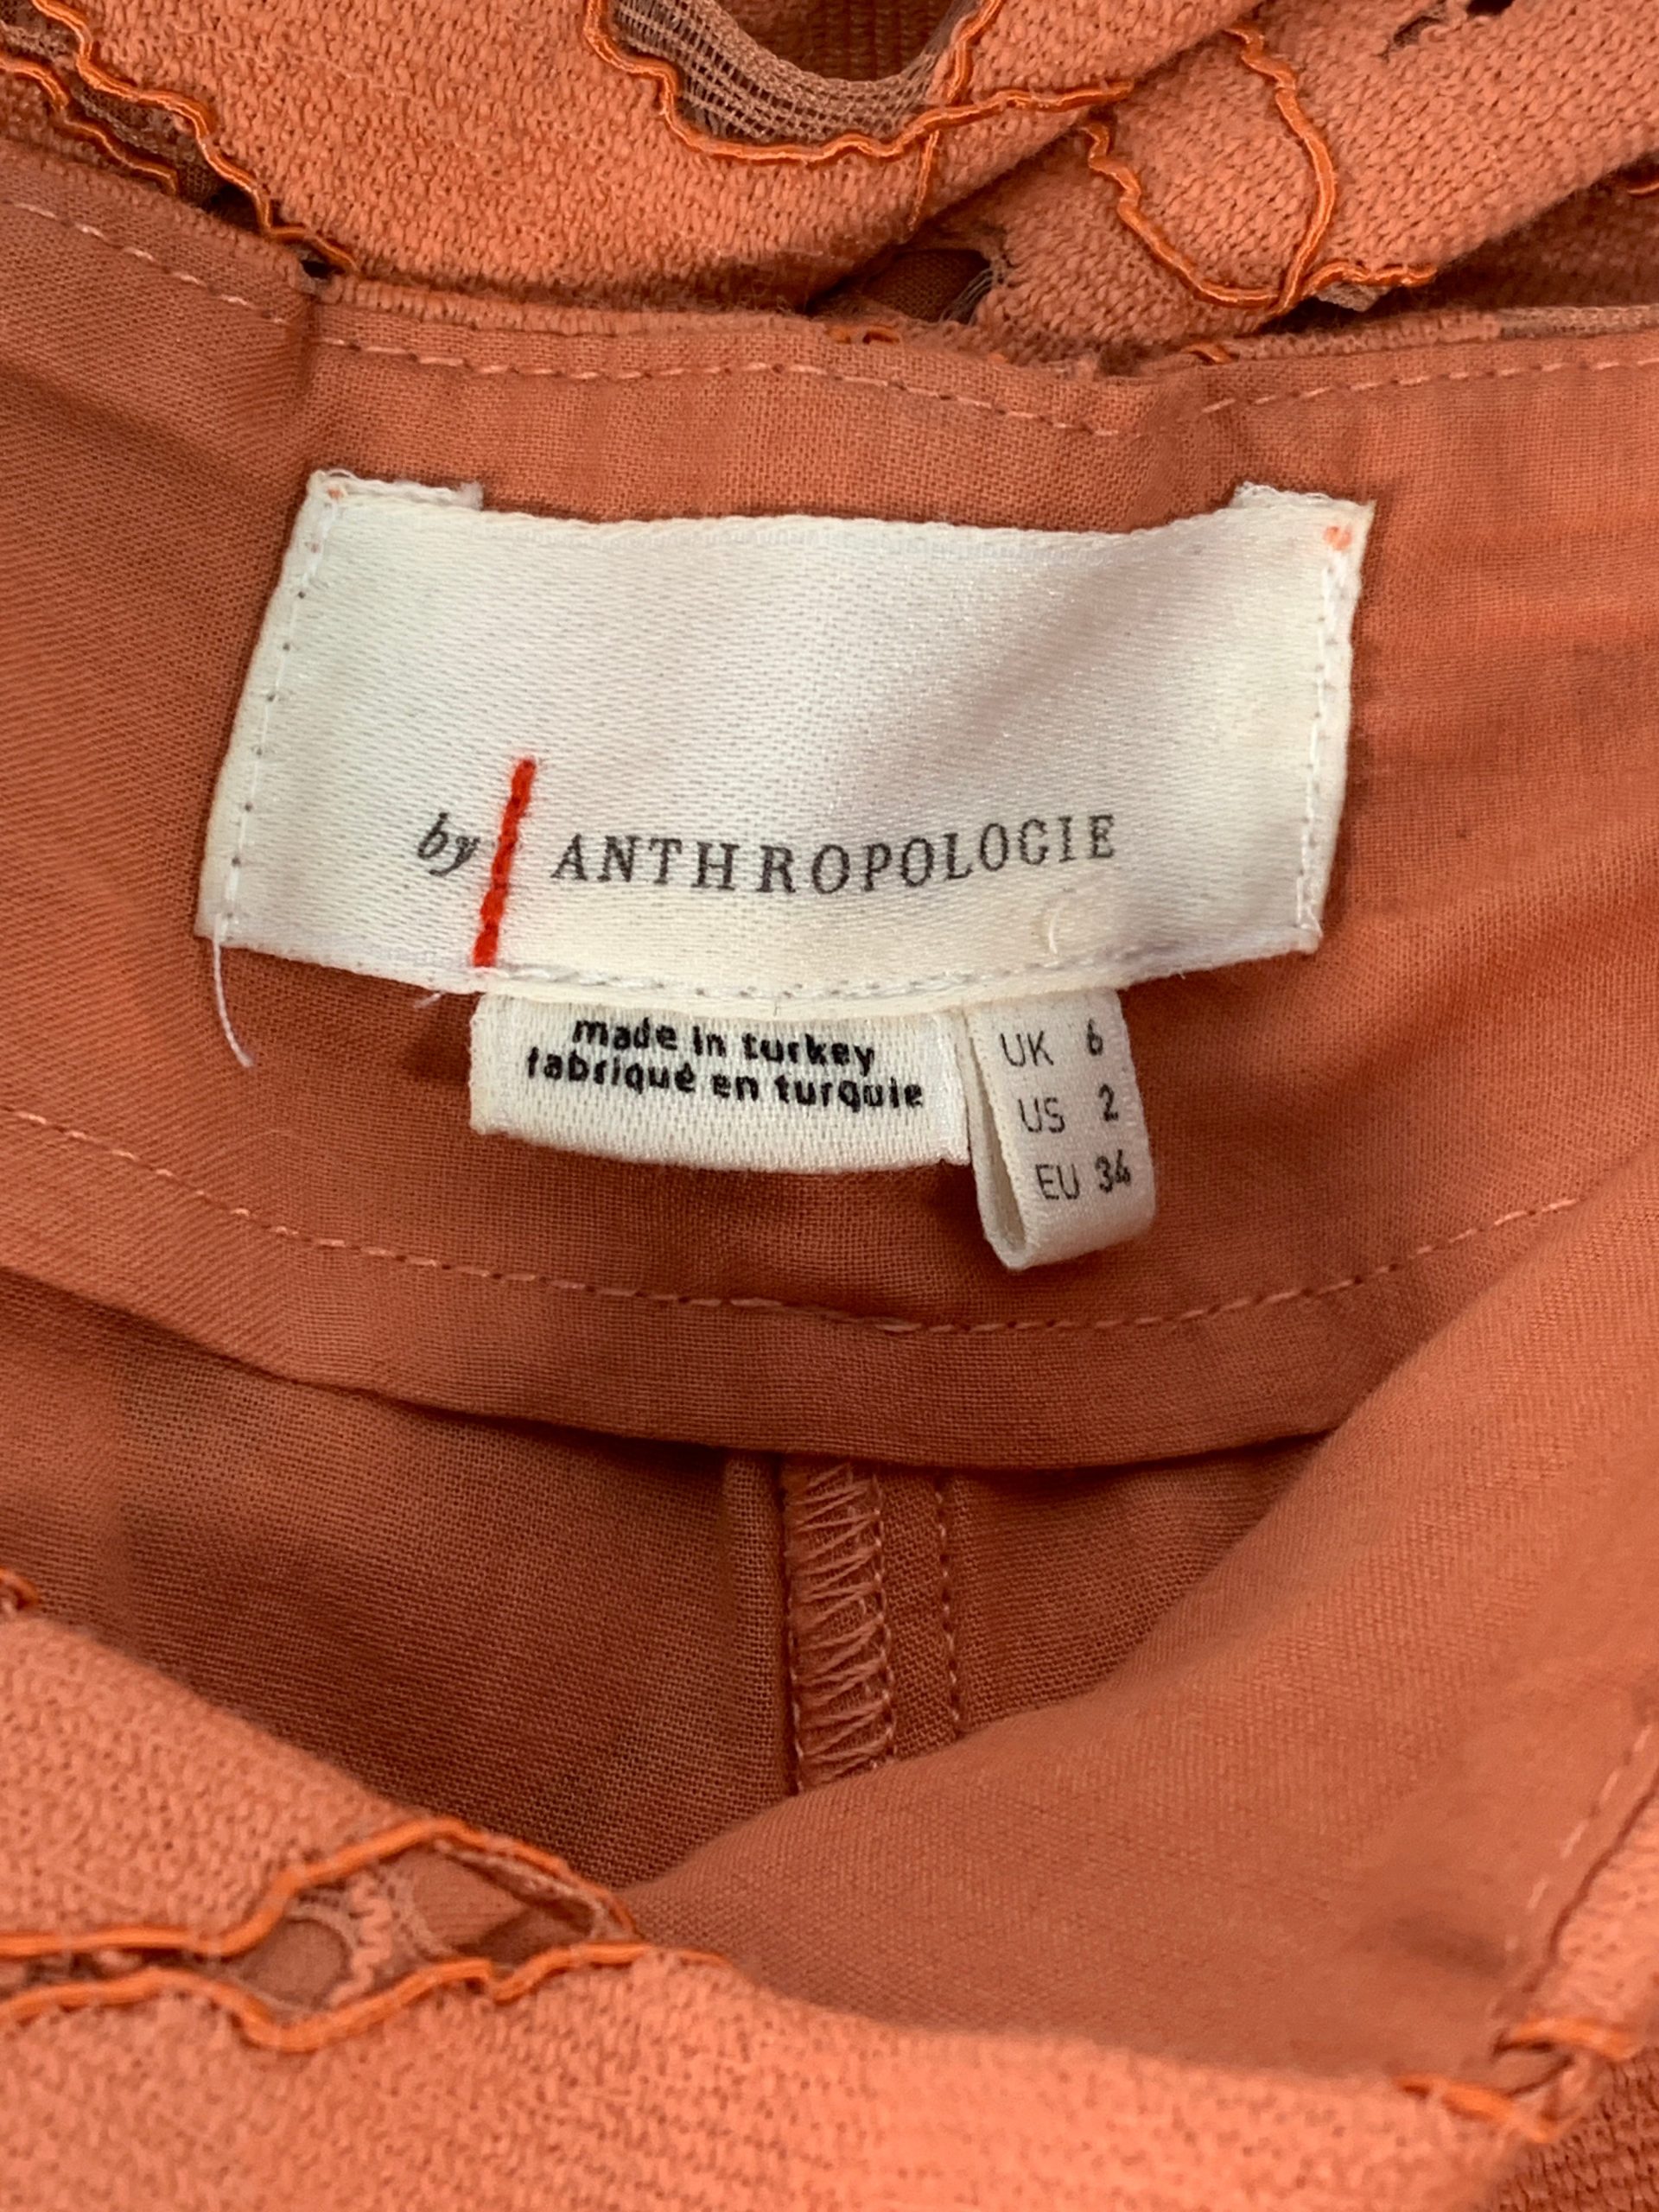 by ANTHROPOLOGIE
made in turkey
fabriqué en turquie
UK 6
US 2
EU 34